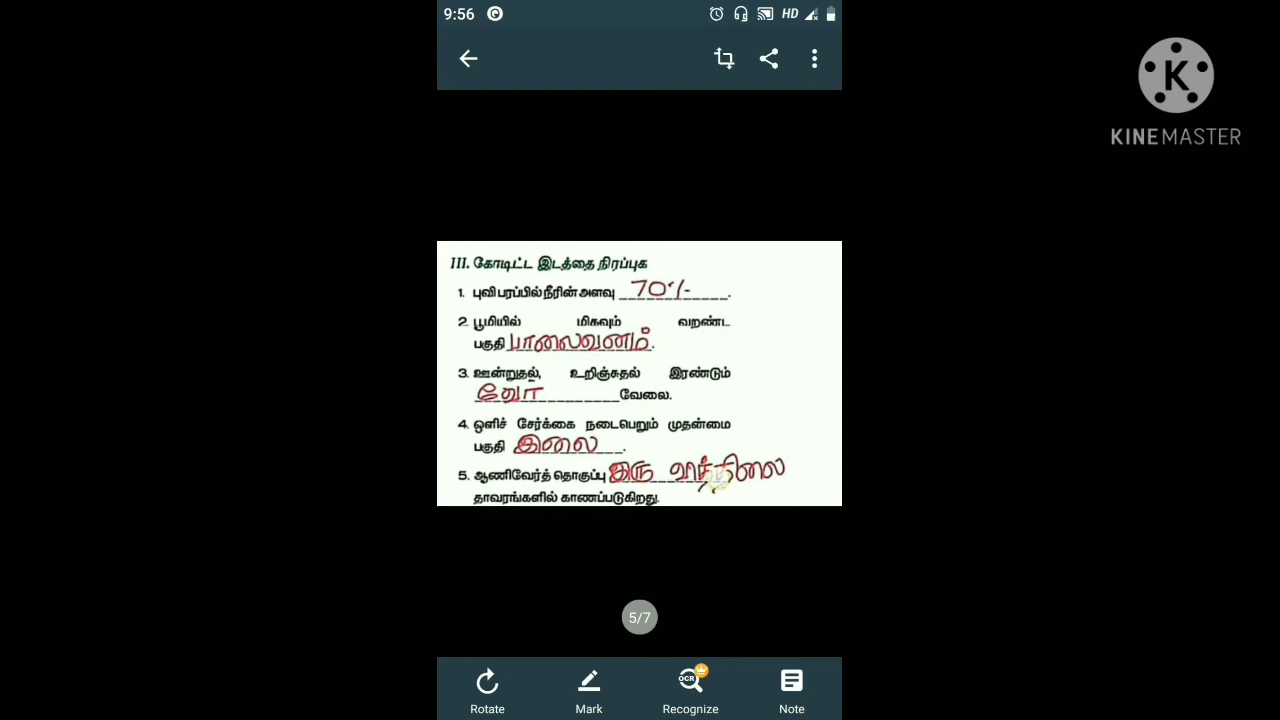 9:56 HD
KINEMASTER
III. கோடிட்ட இடத்தை நிரப்புக
1. புவி பரப்பில் நீரின் அளவு 70%.
2. பூமியில் மிகவும் வறண்ட
பகுதி பாலைவனம்.
3. ஊன்றுதல், உறிஞ்சுதல் இரண்டும்
வேர் வேலை.
4. ஒளிச் சேர்க்கை நடைபெறும் முதன்மை
பகுதி இலை.
5. ஆணிவேர்த் தொகுப்பு இரு வித்திலை
தாவரங்களில் காணப்படுகிறது.
5/7
Rotate Mark OCR Recognize Note